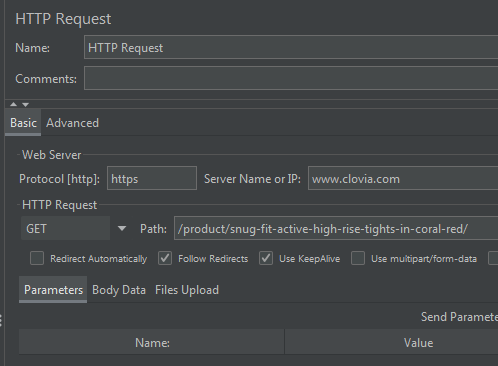 HTTP Request
Name: HTTP Request
Comments:
Basic Advanced
Web Server
Protocol [http]: https Server Name or IP: www.clovia.com
HTTP Request
GET Path: /product/snug-fit-active-high-rise-tights-in-coral-red/
Redirect Automatically Follow Redirects Use KeepAlive Use multipart/form-data
Parameters Body Data Files Upload
Send Paramete
Name: Value